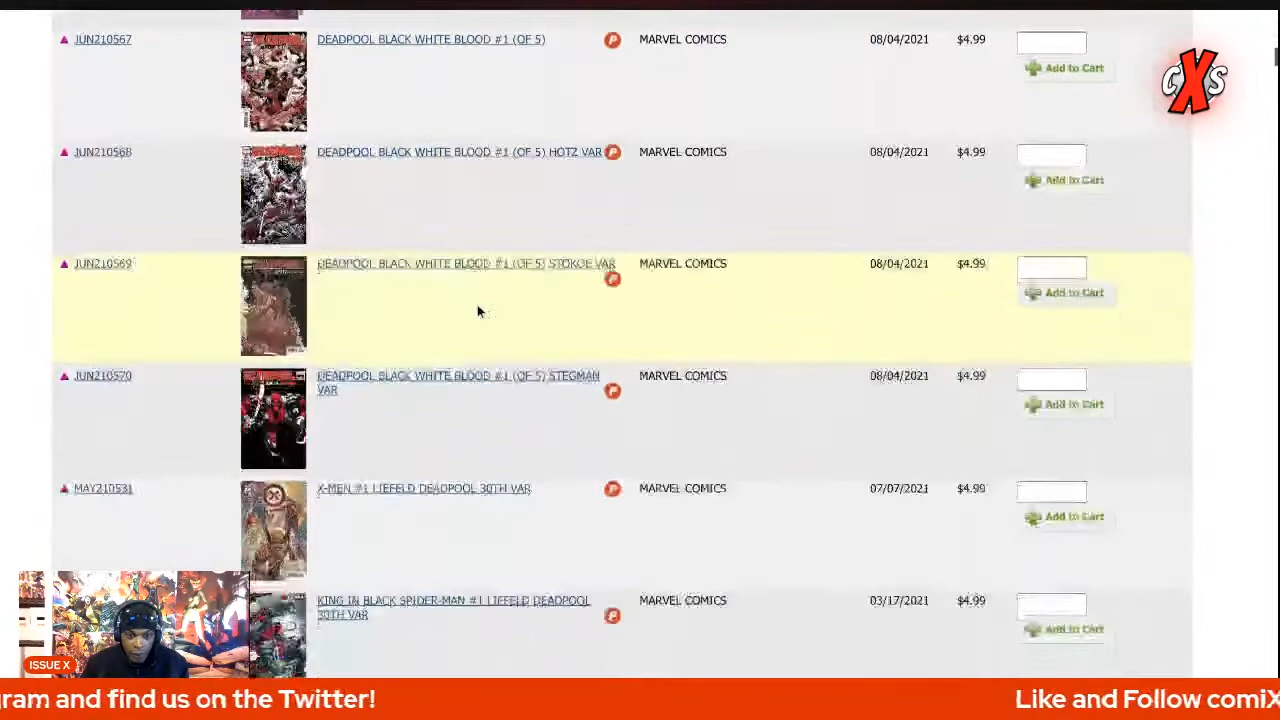 JUN210567 DEADPOOL BLACK WHITE BLOOD #1 (OF 5) P MARVEL COMICS 08/04/2021 $4.99
Add to Cart
CXS
JUN210568 DEADPOOL BLACK WHITE BLOOD #1 (OF 5) HOTZ VAR P MARVEL COMICS 08/04/2021 $4.99
Add to Cart
JUN210569 DEADPOOL BLACK WHITE BLOOD #1 (OF 5) STOKOE VAR MARVEL COMICS 08/04/2021 $4.99
P
Add to Cart
JUN210570 DEADPOOL BLACK WHITE BLOOD #1 (OF 5) STEGMAN MARVEL COMICS 08/04/2021 $4.99
VAR P
Add to Cart
MAY210531 X-MEN #1 LIEFELD DEADPOOL 30TH VAR P MARVEL COMICS 07/07/2021 $4.99
Add to Cart
KING IN BLACK SPIDER-MAN #1 LIEFELD DEADPOOL MARVEL COMICS 03/17/2021 $4.99
30TH VAR P
Add to Cart
ISSUE X
gram and find us on the Twitter! Like and Follow comiX